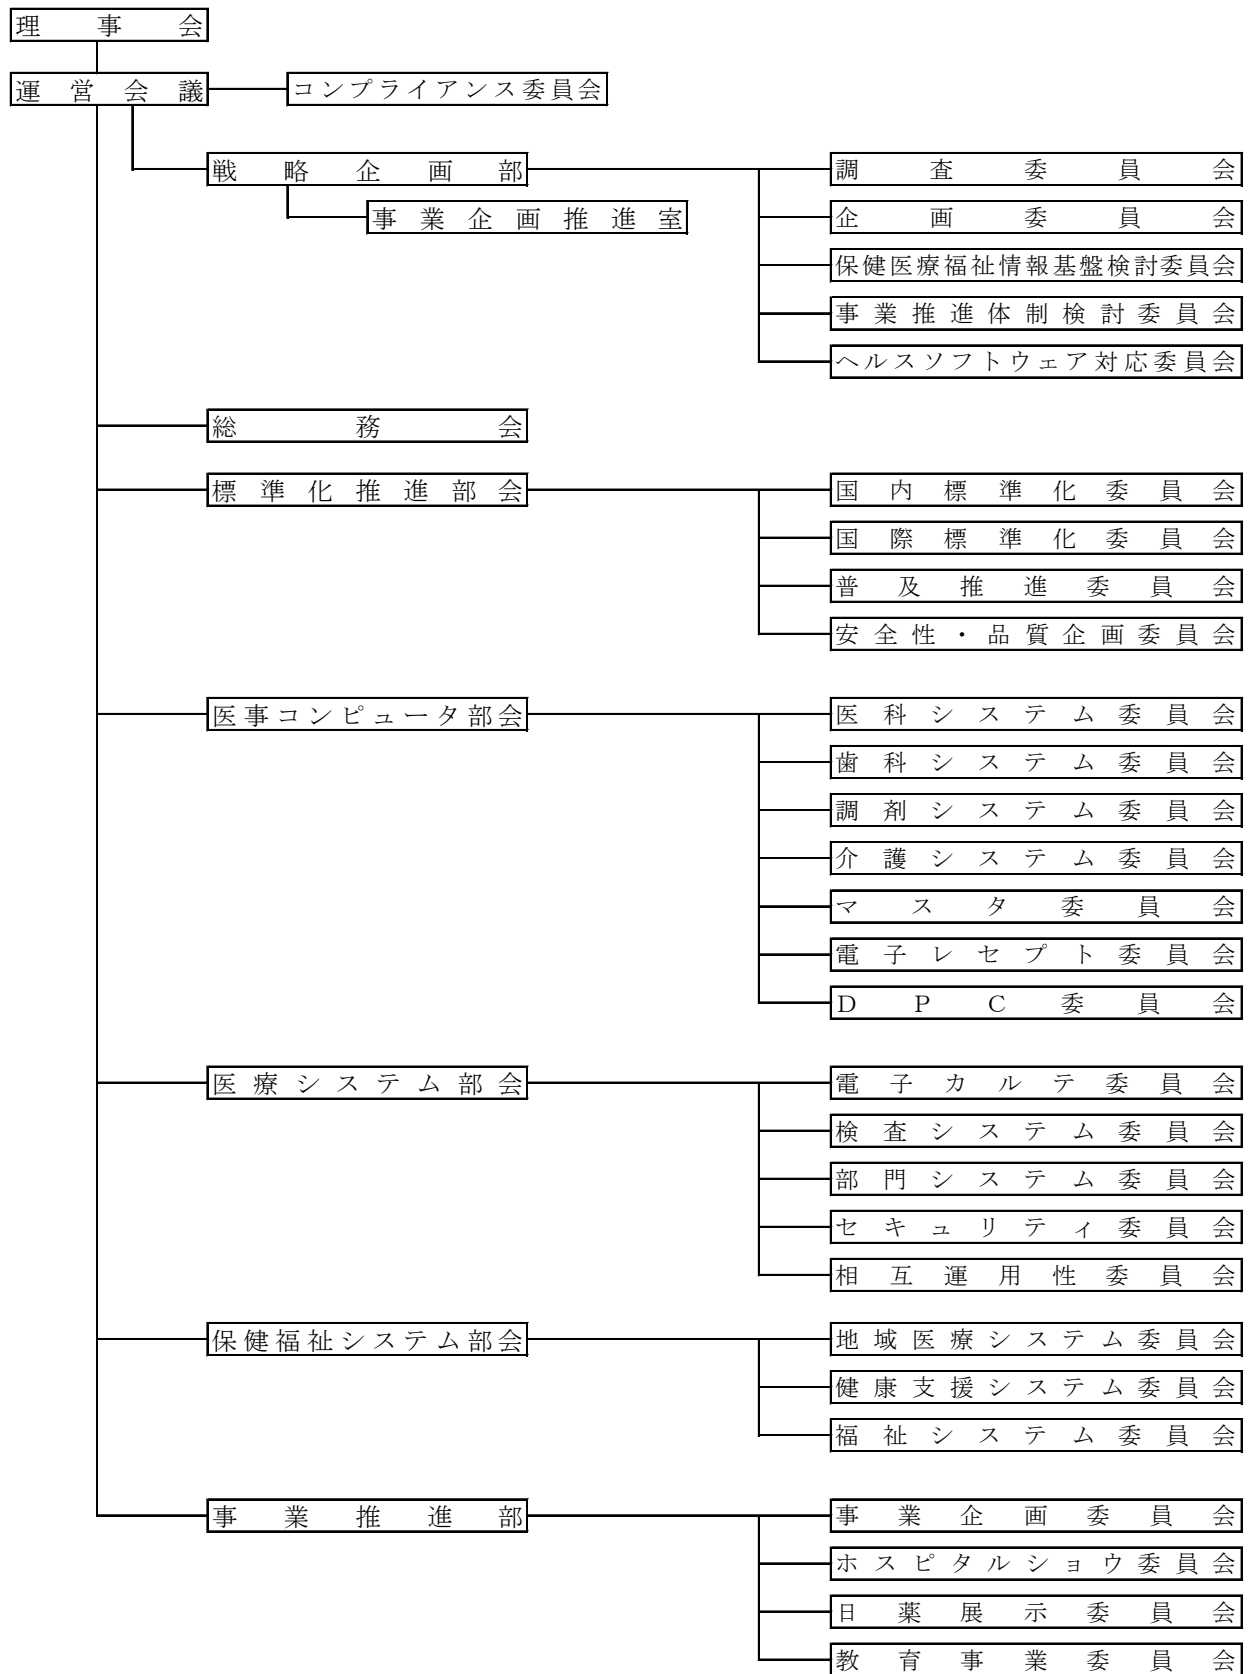 理事会
運営会議 コンプライアンス委員会
戦略企画部 調査委員会
事業企画推進室 企画委員会
保健医療福祉情報基盤検討委員会
事業推進体制検討委員会
ヘルスソフトウェア対応委員会
総務会
標準化推進部会 国内標準化委員会
国際標準化委員会
普及推進委員会
安全性・品質企画委員会
医事コンピュータ部会 医科システム委員会
歯科システム委員会
調剤システム委員会
介護システム委員会
マスタ委員会
電子レセプト委員会
DPC委員会
医療システム部会 電子カルテ委員会
検査システム委員会
部門システム委員会
セキュリティ委員会
相互運用性委員会
保健福祉システム部会 地域医療システム委員会
健康支援システム委員会
福祉システム委員会
事業推進部 事業企画委員会
ホスピタルショウ委員会
日薬展示委員会
教育事業委員会